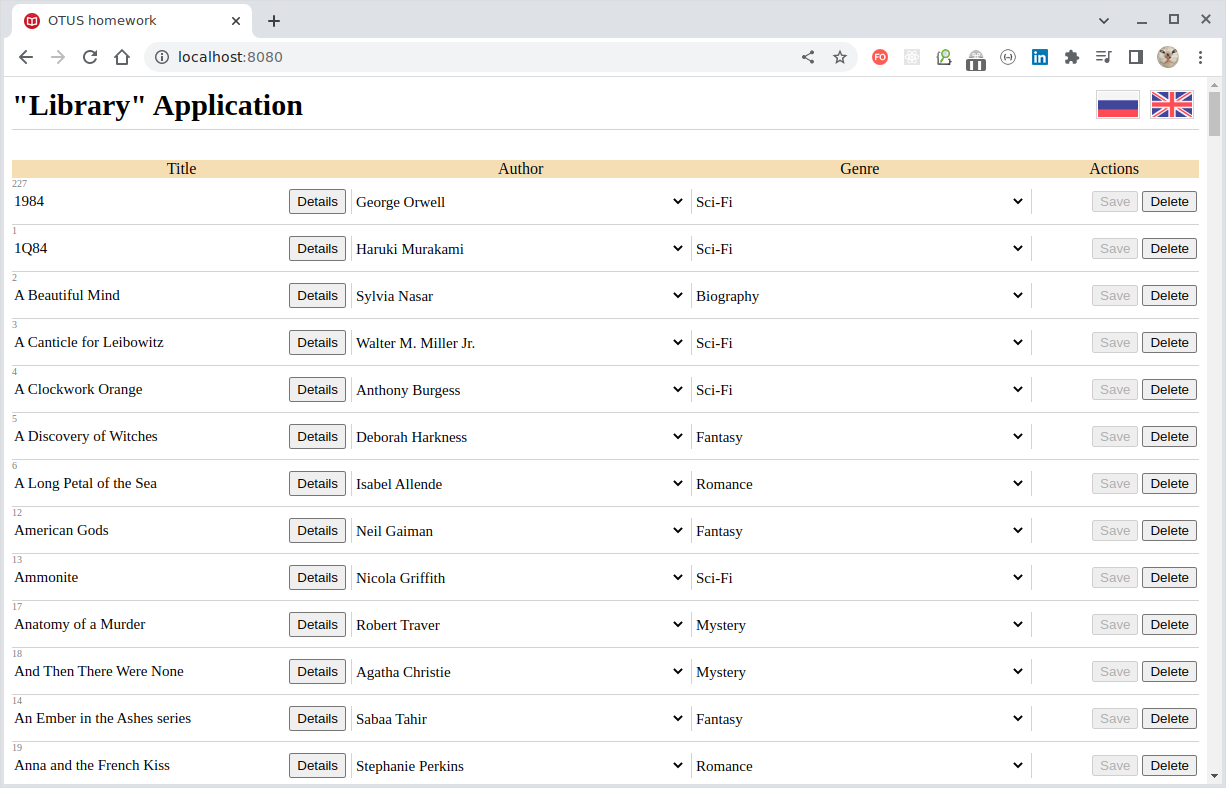 OTUS homework
localhost:8080
FO
in
"Library" Application
Title Author Genre Actions
227
1984 Details George Orwell Sci-Fi Save Delete
1
1Q84 Details Haruki Murakami Sci-Fi Save Delete
2
A Beautiful Mind Details Sylvia Nasar Biography Save Delete
3
A Canticle for Leibowitz Details Walter M. Miller Jr. Sci-Fi Save Delete
4
A Clockwork Orange Details Anthony Burgess Sci-Fi Save Delete
5
A Discovery of Witches Details Deborah Harkness Fantasy Save Delete
6
A Long Petal of the Sea Details Isabel Allende Romance Save Delete
12
American Gods Details Neil Gaiman Fantasy Save Delete
13
Ammonite Details Nicola Griffith Sci-Fi Save Delete
17
Anatomy of a Murder Details Robert Traver Mystery Save Delete
18
And Then There Were None Details Agatha Christie Mystery Save Delete
14
An Ember in the Ashes series Details Sabaa Tahir Fantasy Save Delete
19
Anna and the French Kiss Details Stephanie Perkins Romance Save Delete